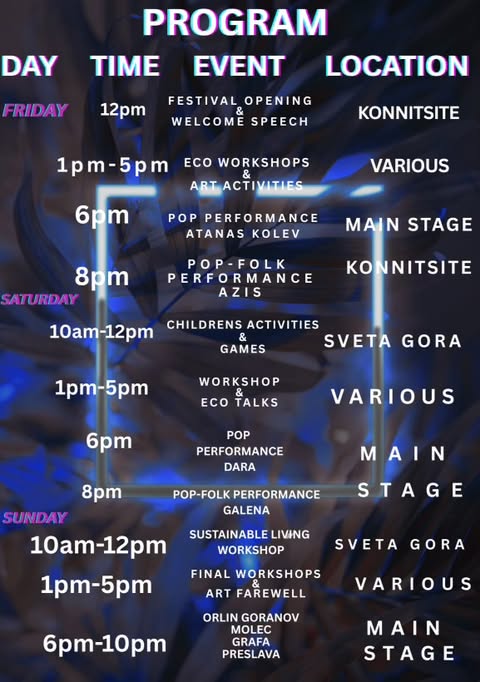 PROGRAM
DAY TIME EVENT LOCATION
FRIDAY 12pm FESTIVAL OPENING
&
WELCOME SPEECH KONNITSITE
1pm-5pm ECO WORKSHOPS
&
ART ACTIVITIES VARIOUS
6pm POP PERFORMANCE
ATANAS KOLEV MAIN STAGE
8pm POP-FOLK
PERFORMANCE
AZIS KONNITSITE
SATURDAY
10am-12pm CHILDRENS ACTIVITIES
&
GAMES SVETA GORA
1pm-5pm WORKSHOP
&
ECO TALKS VARIOUS
6pm POP
PERFORMANCE
DARA MAIN
8pm POP-FOLK PERFORMANCE
GALENA STAGE
SUNDAY
10am-12pm SUSTAINABLE LIVING
WORKSHOP SVETA GORA
1pm-5pm FINAL WORKSHOPS
&
ART FAREWELL VARIOUS
6pm-10pm ORLIN GORANOV
MOLEC
GRAFA
PRESLAVA MAIN
STAGE